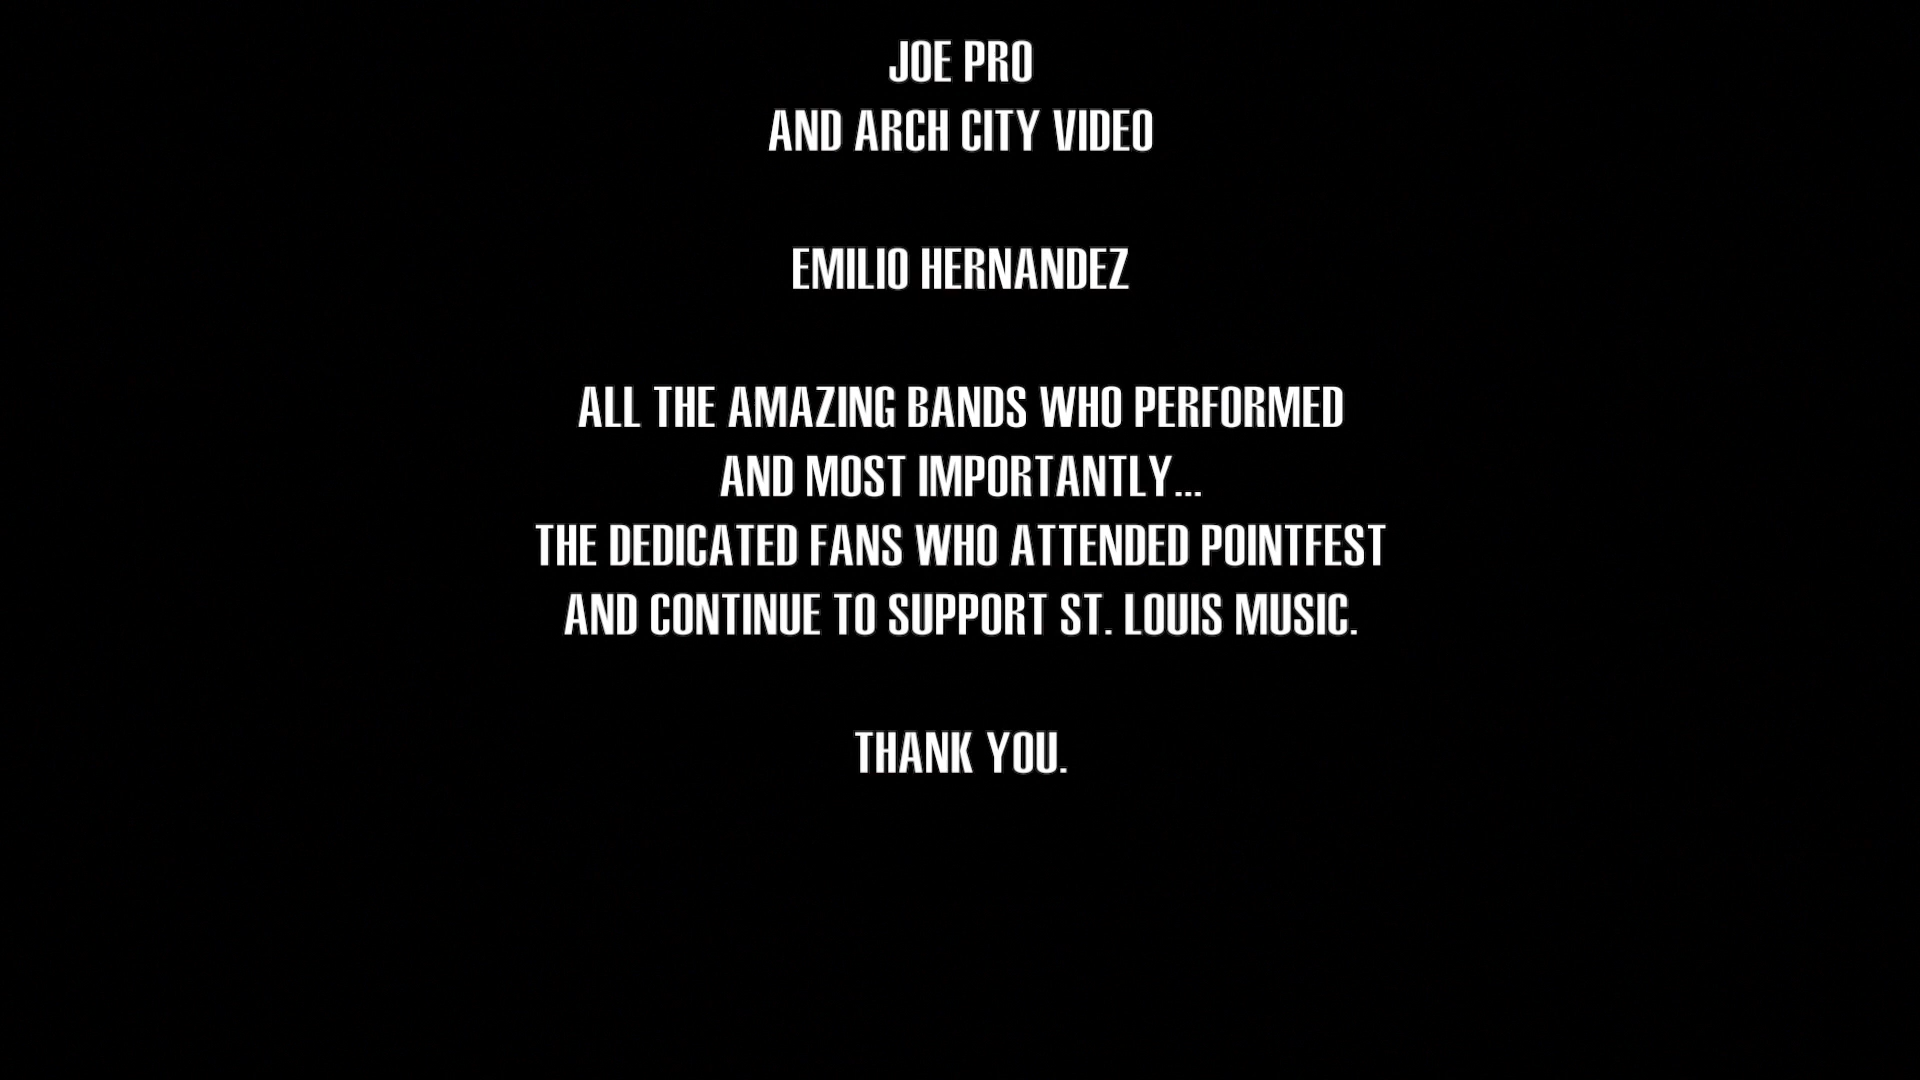 JOE PRO
AND ARCH CITY VIDEO
EMILIO HERNANDEZ
ALL THE AMAZING BANDS WHO PERFORMED
AND MOST IMPORTANTLY...
THE DEDICATED FANS WHO ATTENDED POINTFEST
AND CONTINUE TO SUPPORT ST. LOUIS MUSIC.
THANK YOU.